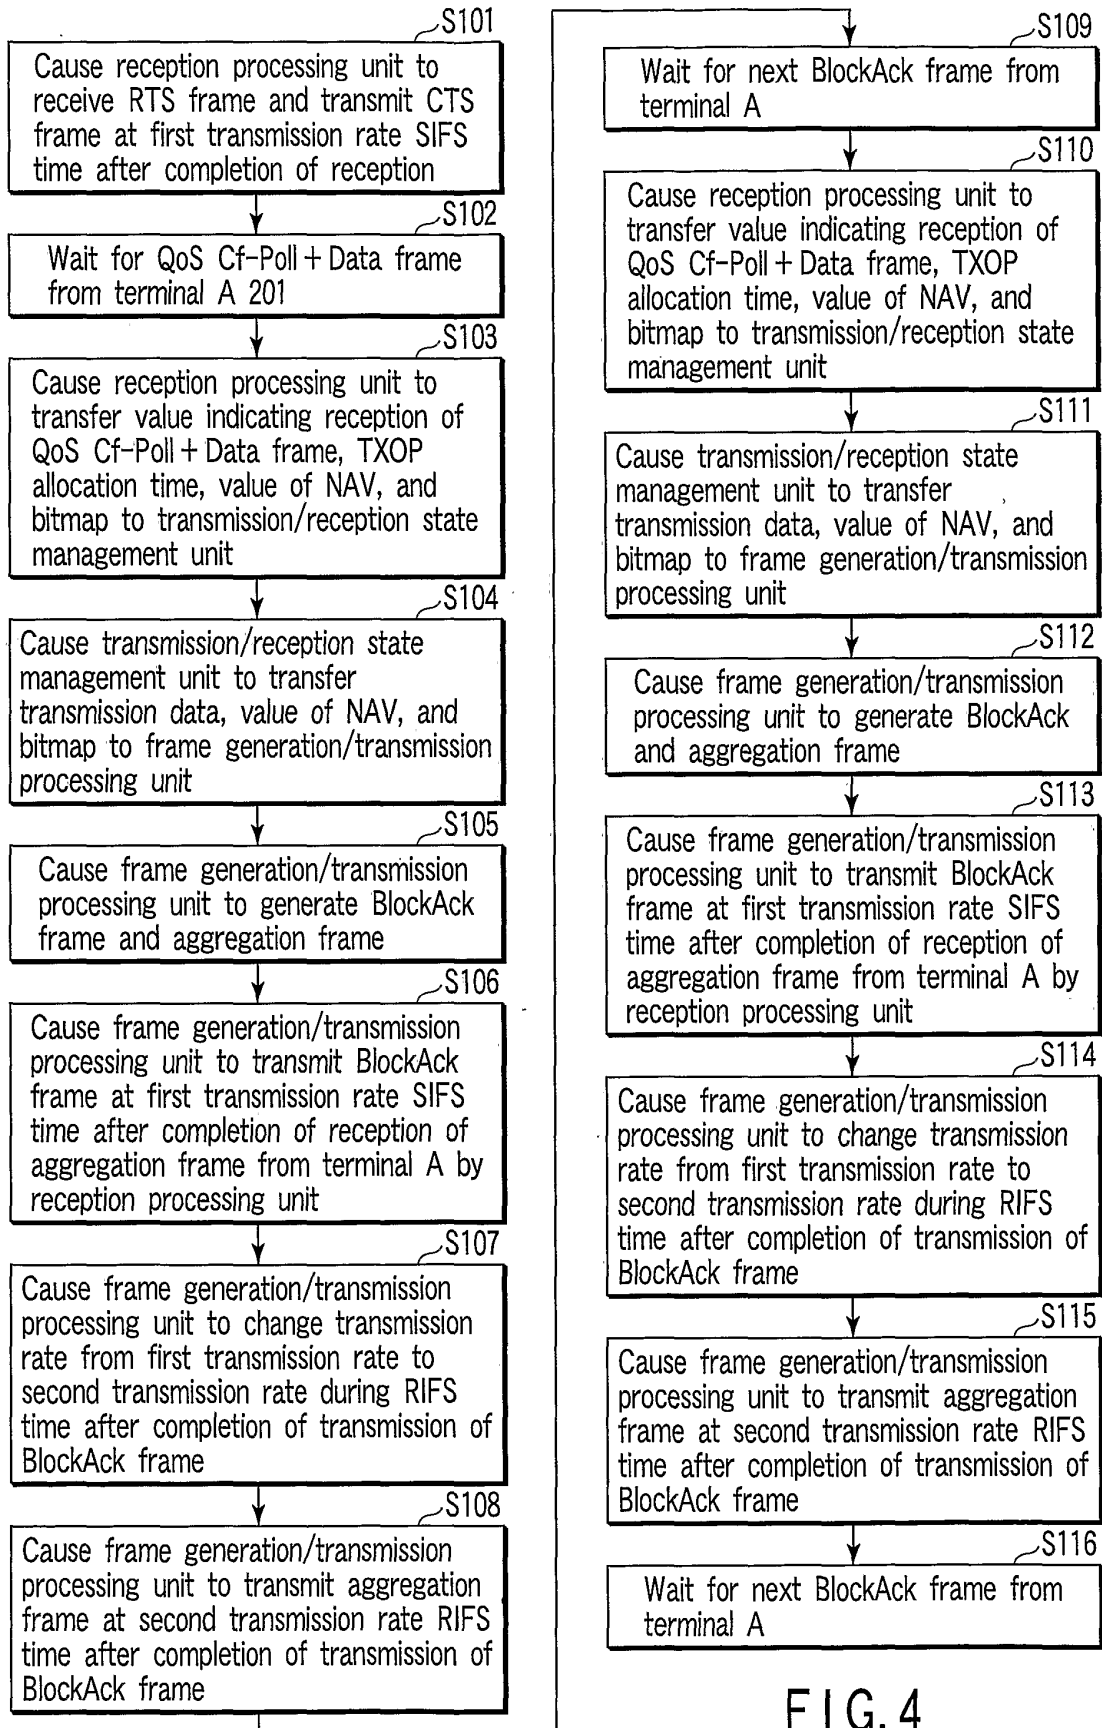 S101
Cause reception processing unit to
receive RTS frame and transmit CTS
frame at first transmission rate SIFS
time after completion of reception
S102
Wait for QoS Cf-Poll + Data frame
from terminal A 201
S103
Cause reception processing unit to
transfer value indicating reception of
QoS Cf-Poll + Data frame, TXOP
allocation time, value of NAV, and
bitmap to transmission/reception state
management unit
S104
Cause transmission/reception state
management unit to transfer
transmission data, value of NAV, and
bitmap to frame generation/transmission
processing unit
S105
Cause frame generation/transmission
processing unit to generate BlockAck
frame and aggregation frame
S106
Cause frame generation/transmission
processing unit to transmit BlockAck
frame at first transmission rate SIFS
time after completion of reception of
aggregation frame from terminal A by
reception processing unit
S107
Cause frame generation/transmission
processing unit to change transmission
rate from first transmission rate to
second transmission rate during RIFS
time after completion of transmission of
BlockAck frame
S108
Cause frame generation/transmission
processing unit to transmit aggregation
frame at second transmission rate RIFS
time after completion of transmission of
BlockAck frame
S109
Wait for next BlockAck frame from
terminal A
S110
Cause reception processing unit to
transfer value indicating reception of
QoS Cf-Poll + Data frame, TXOP
allocation time, value of NAV, and
bitmap to transmission/reception state
management unit
S111
Cause transmission/reception state
management unit to transfer
transmission data, value of NAV, and
bitmap to frame generation/transmission
processing unit
S112
Cause frame generation/transmission
processing unit to generate BlockAck
and aggregation frame
S113
Cause frame generation/transmission
processing unit to transmit BlockAck
frame at first transmission rate SIFS
time after completion of reception of
aggregation frame from terminal A by
reception processing unit
S114
Cause frame generation/transmission
processing unit to change transmission
rate from first transmission rate to
second transmission rate during RIFS
time after completion of transmission of
BlockAck frame
S115
Cause frame generation/transmission
processing unit to transmit aggregation
frame at second transmission rate RIFS
time after completion of transmission of
BlockAck frame
S116
Wait for next BlockAck frame from
terminal A
FIG. 4